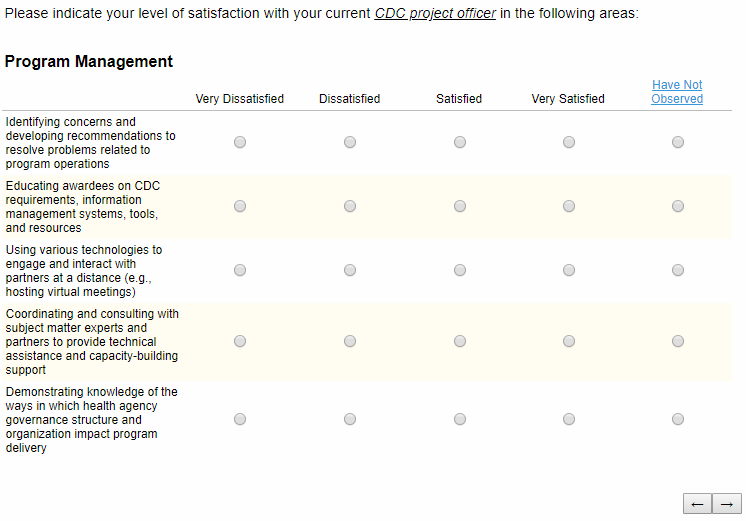 Please indicate your level of satisfaction with your current CDC project officer in the following areas:
Program Management
Very Dissatisfied Dissatisfied Satisfied Very Satisfied Have Not
Observed
Identifying concerns and
developing recommendations to
resolve problems related to
program operations
Educating awardees on CDC
requirements, information
management systems, tools,
and resources
Using various technologies to
engage and interact with
partners at a distance (e.g.,
hosting virtual meetings)
Coordinating and consulting with
subject matter experts and
partners to provide technical
assistance and capacity-building
support
Demonstrating knowledge of the
ways in which health agency
governance structure and
organization impact program
delivery
← →